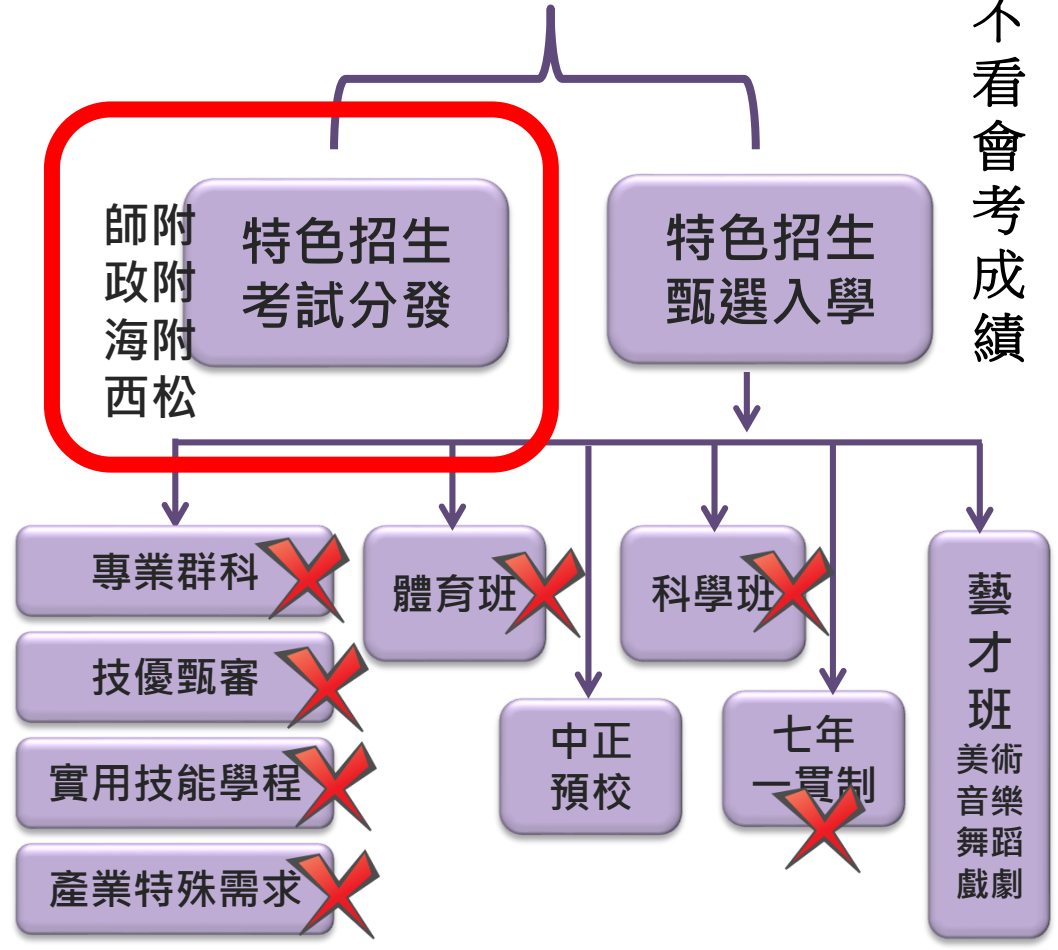 不看會考成績
師附
政附
海附
西松
特色招生
考試分發
特色招生
甄選入學
專業群科
技優甄審
實用技能學程
產業特殊需求
體育班
中正
預校
科學班
七年
一貫制
藝才班
美術
音樂
舞蹈
戲劇